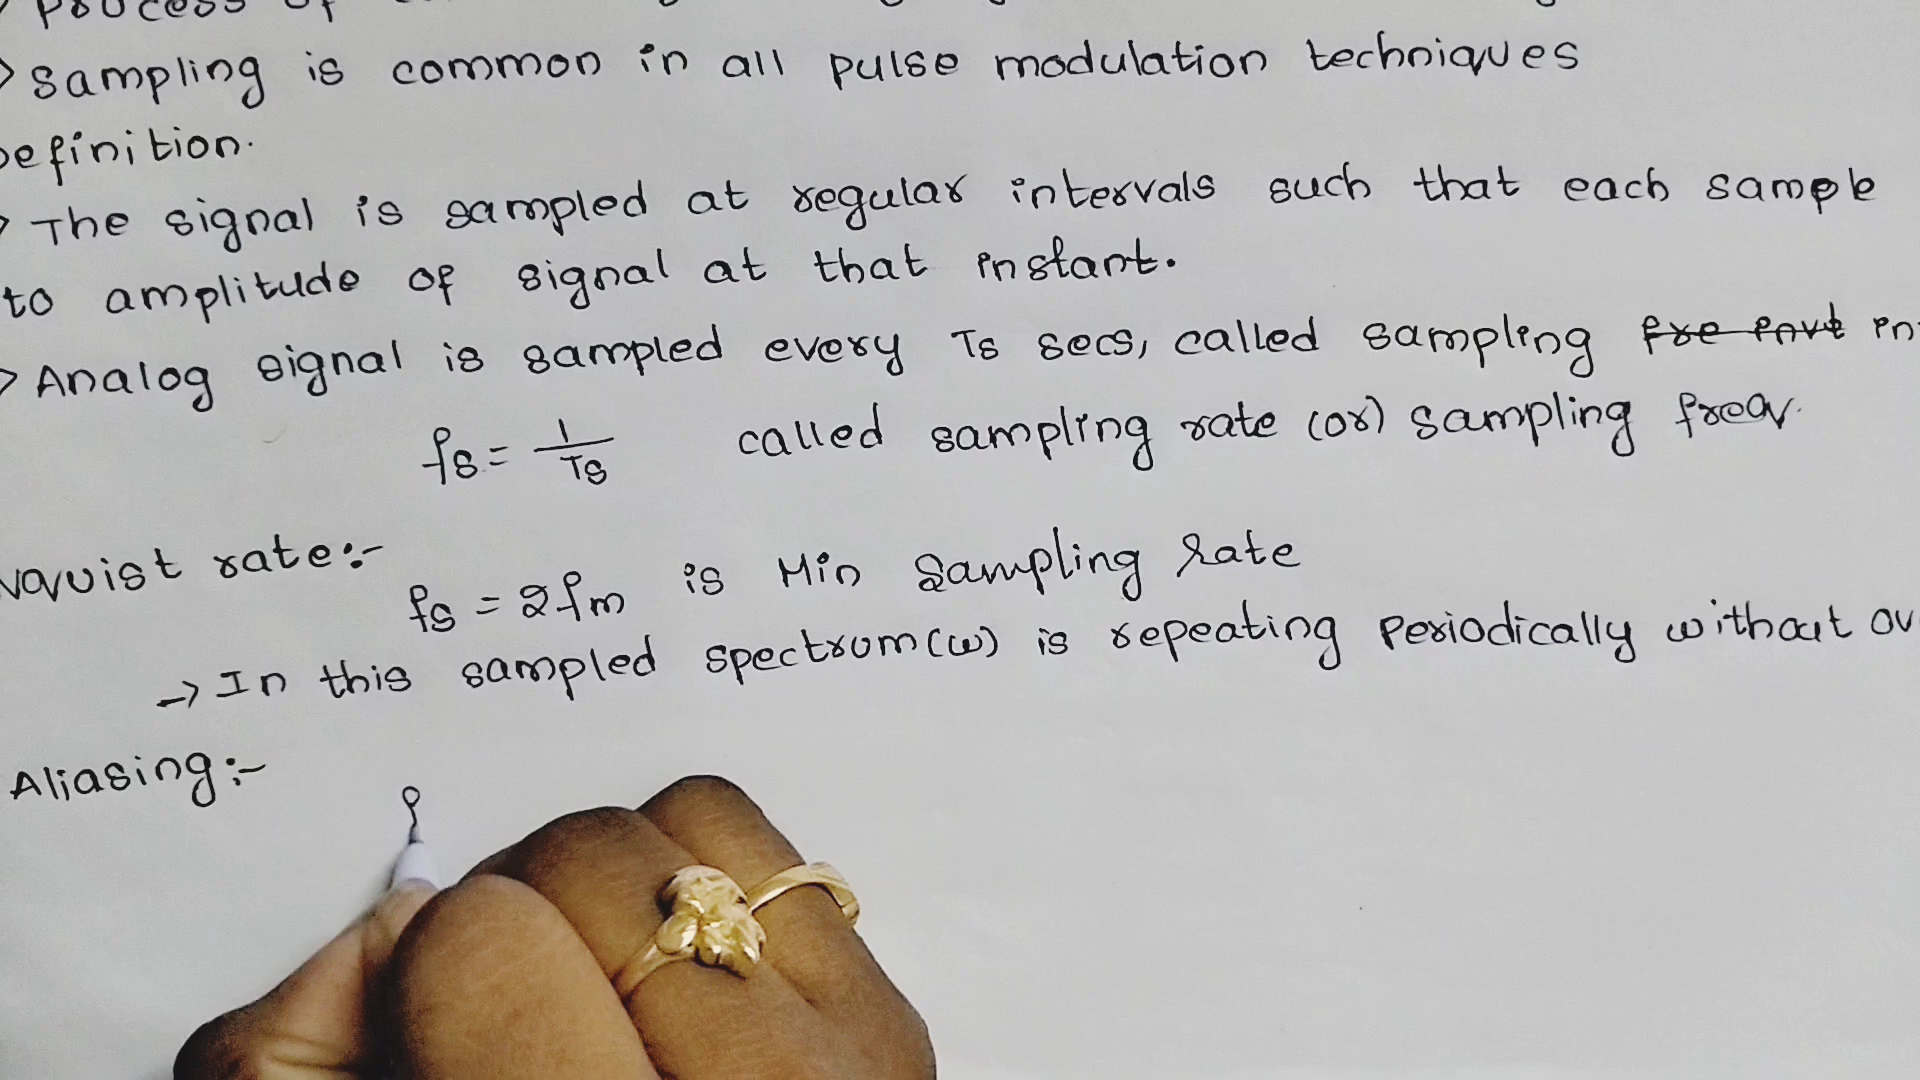 Process of
Sampling is common in all pulse modulation techniques
Definition.
The signal is sampled at regular intervals such that each sample
to amplitude of signal at that instant.
> Analog signal is sampled every Ts secs, called sampling
fs = 1/Ts called sampling rate (or) sampling freq.
Nyquist rate:-
fs = 2fm is Min Sampling Rate
→ In this sampled spectrum(w) is repeating periodically without ov
Aliasing:-